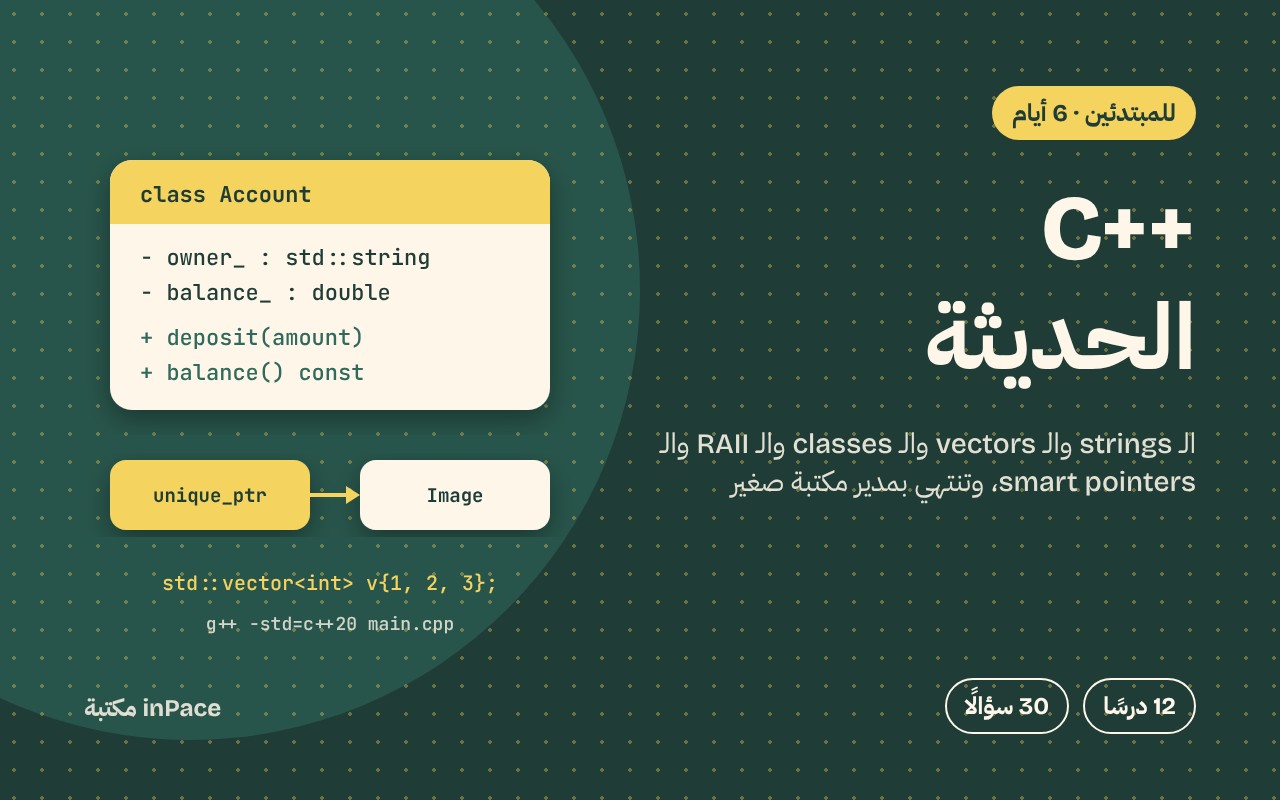 للمبتدئين · 6 أيام
C++
الحديثة
الـ strings والـ vectors والـ classes والـ RAII والـ
smart pointers، وتنتهي بمدير مكتبة صغير
12 درسًا
30 سؤالًا
class Account
- owner_ : std::string
- balance_ : double
+ deposit(amount)
+ balance() const
unique_ptr
Image
std::vector<int> v{1, 2, 3};
g++ -std=c++20 main.cpp
مكتبة inPace